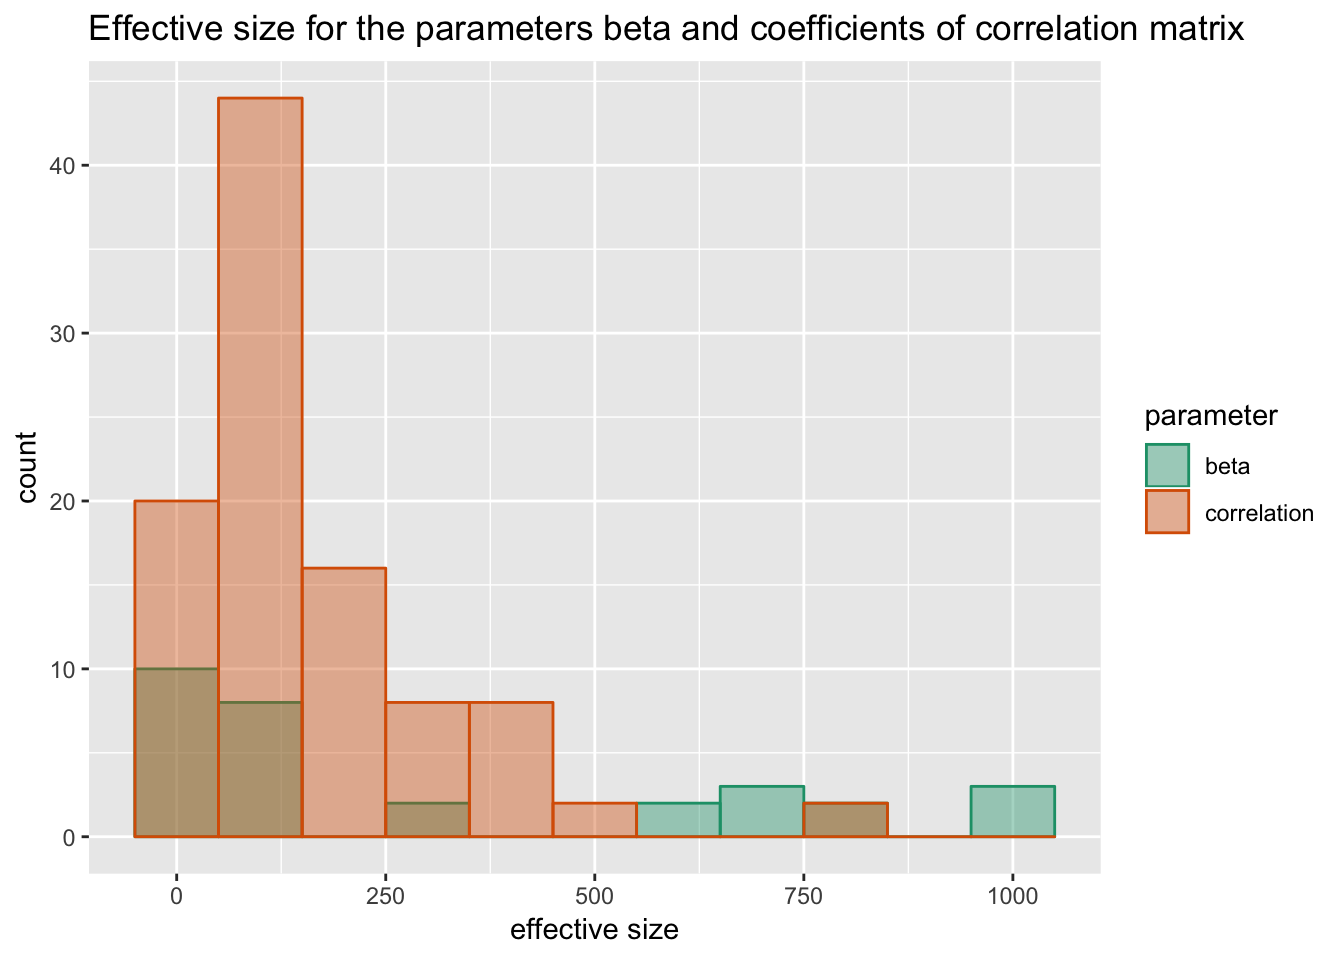 Effective size for the parameters beta and coefficients of correlation matrix
40
30
20
10
0
count
0 250 500 750 1000
effective size
parameter
beta
correlation